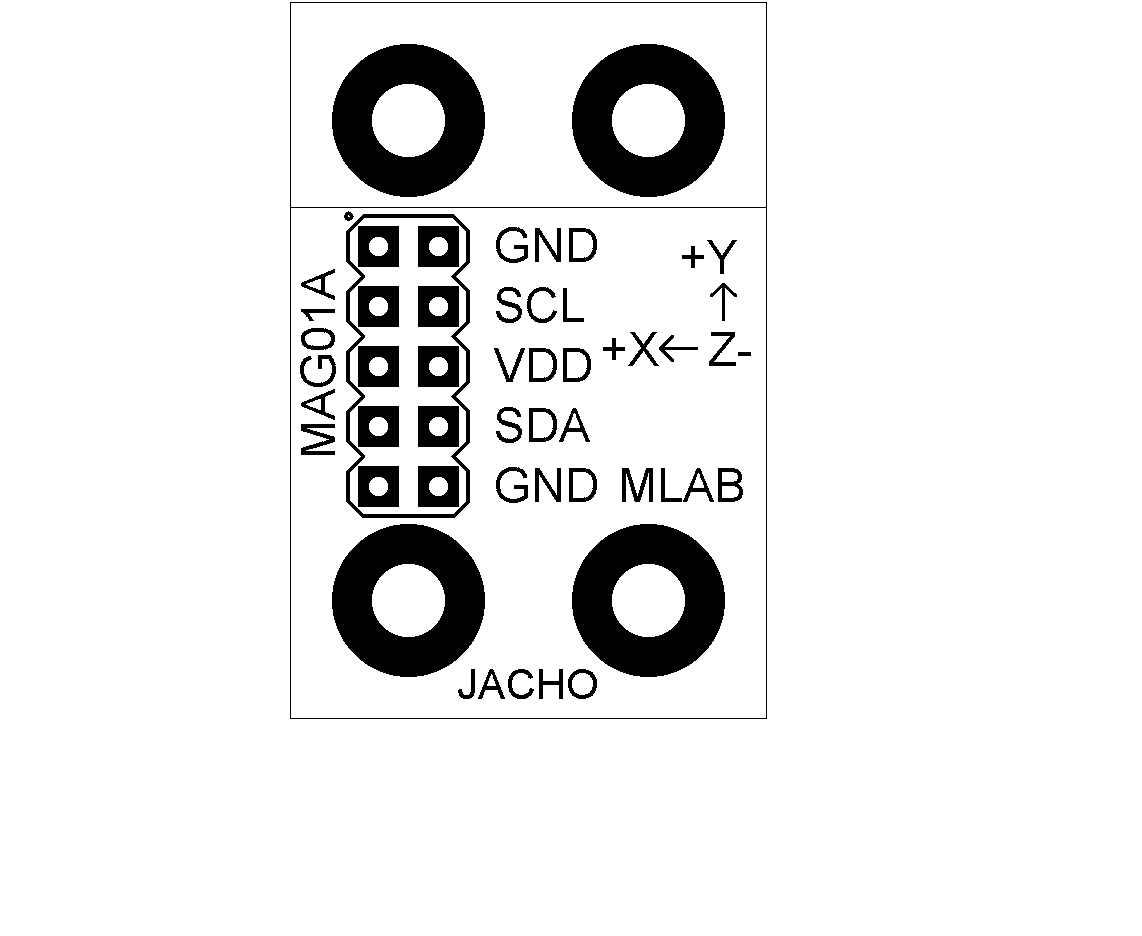 MAG01A
GND
SCL
VDD
SDA
GND
+Y
+X
Z-
MLAB
JACHO